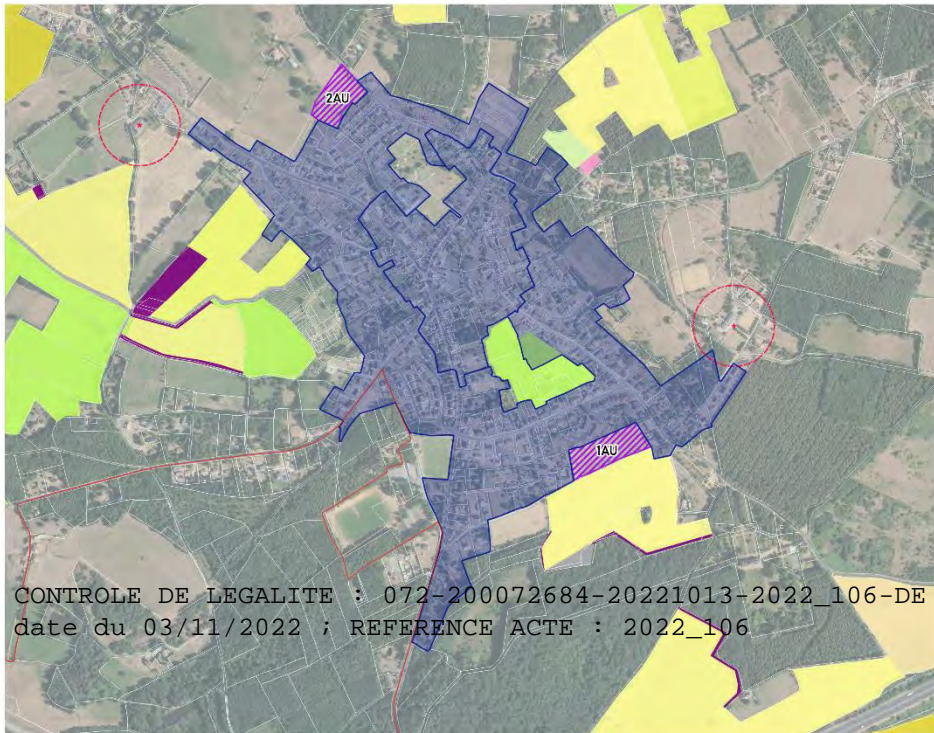 2AU
1AU
CONTROLE DE LEGALITE : 072-200072684-20221013-2022_106-DE
date du 03/11/2022 ; REFERENCE ACTE : 2022_106